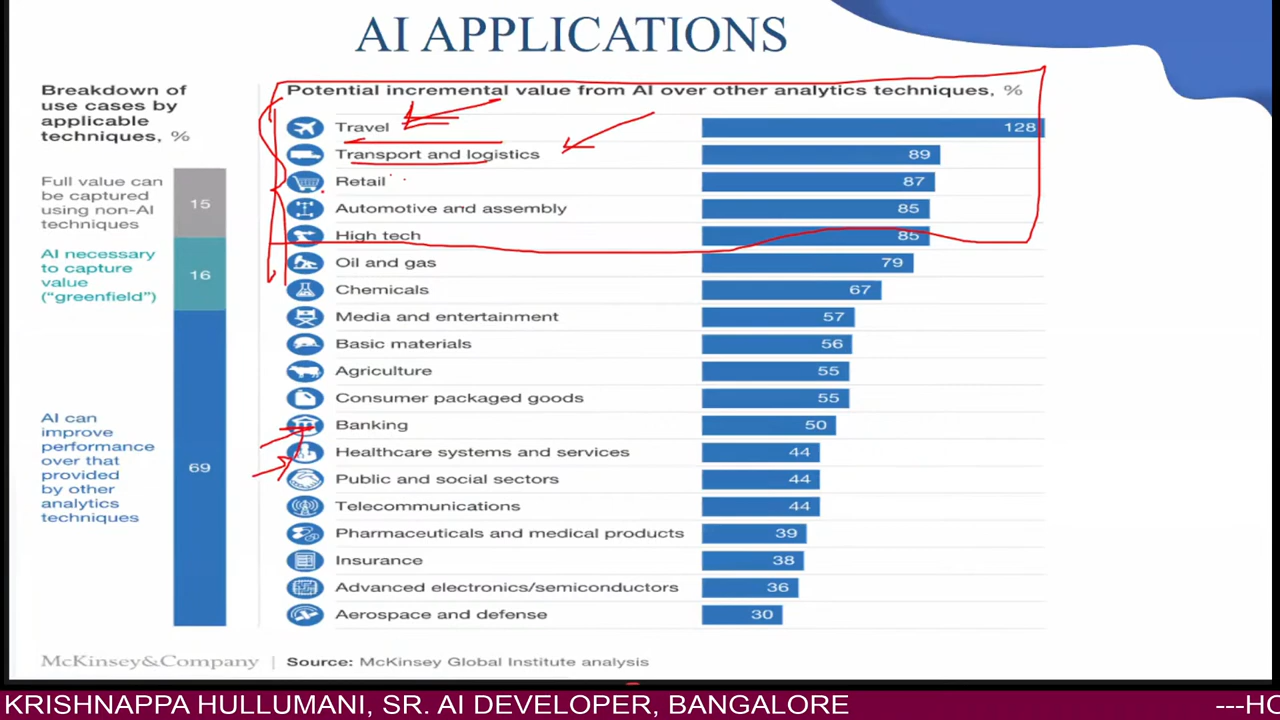 AI APPLICATIONS
Breakdown of
use cases by
applicable
techniques, %
Full value can
be captured
using non-AI
techniques
15
AI necessary
to capture
value
(“greenfield”)
16
AI can
improve
performance
over that
provided
by other
analytics
techniques
69
Potential incremental value from AI over other analytics techniques, %
Travel 128
Transport and logistics 89
Retail 87
Automotive and assembly 85
High tech 85
Oil and gas 79
Chemicals 67
Media and entertainment 57
Basic materials 56
Agriculture 55
Consumer packaged goods 55
Banking 50
Healthcare systems and services 44
Public and social sectors 44
Telecommunications 44
Pharmaceuticals and medical products 39
Insurance 38
Advanced electronics/semiconductors 36
Aerospace and defense 30
McKinsey&Company | Source: McKinsey Global Institute analysis
KRISHNAPPA HULLUMANI, SR. AI DEVELOPER, BANGALORE ---HO